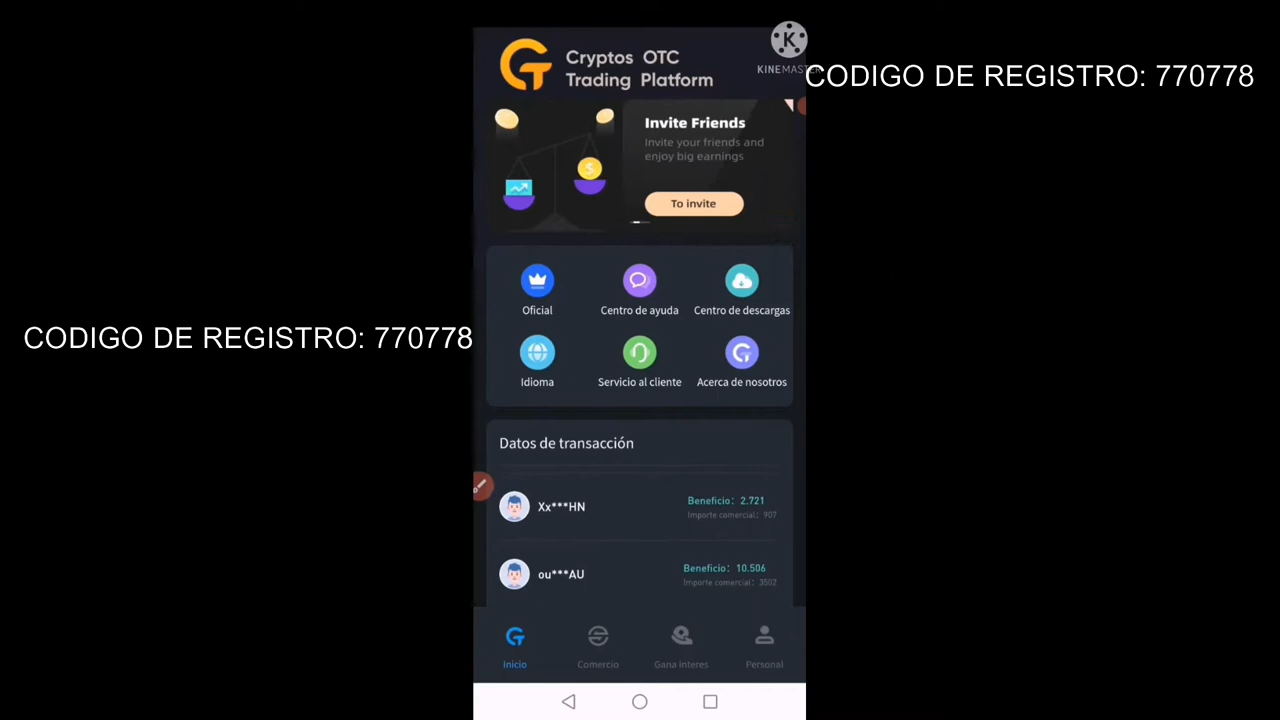 Cryptos OTC
Trading Platform
KINEMASTER
CODIGO DE REGISTRO: 770778
Invite Friends
Invite your friends and
enjoy big earnings
To invite
Oficial
Centro de ayuda
Centro de descargas
CODIGO DE REGISTRO: 770778
Idioma
Servicio al cliente
Acerca de nosotros
Datos de transacción
Xx***HN
Beneficio: 2.721
Importe comercial: 907
ou***AU
Beneficio: 10.506
Importe comercial: 3502
Inicio
Comercio
Gana interes
Personal